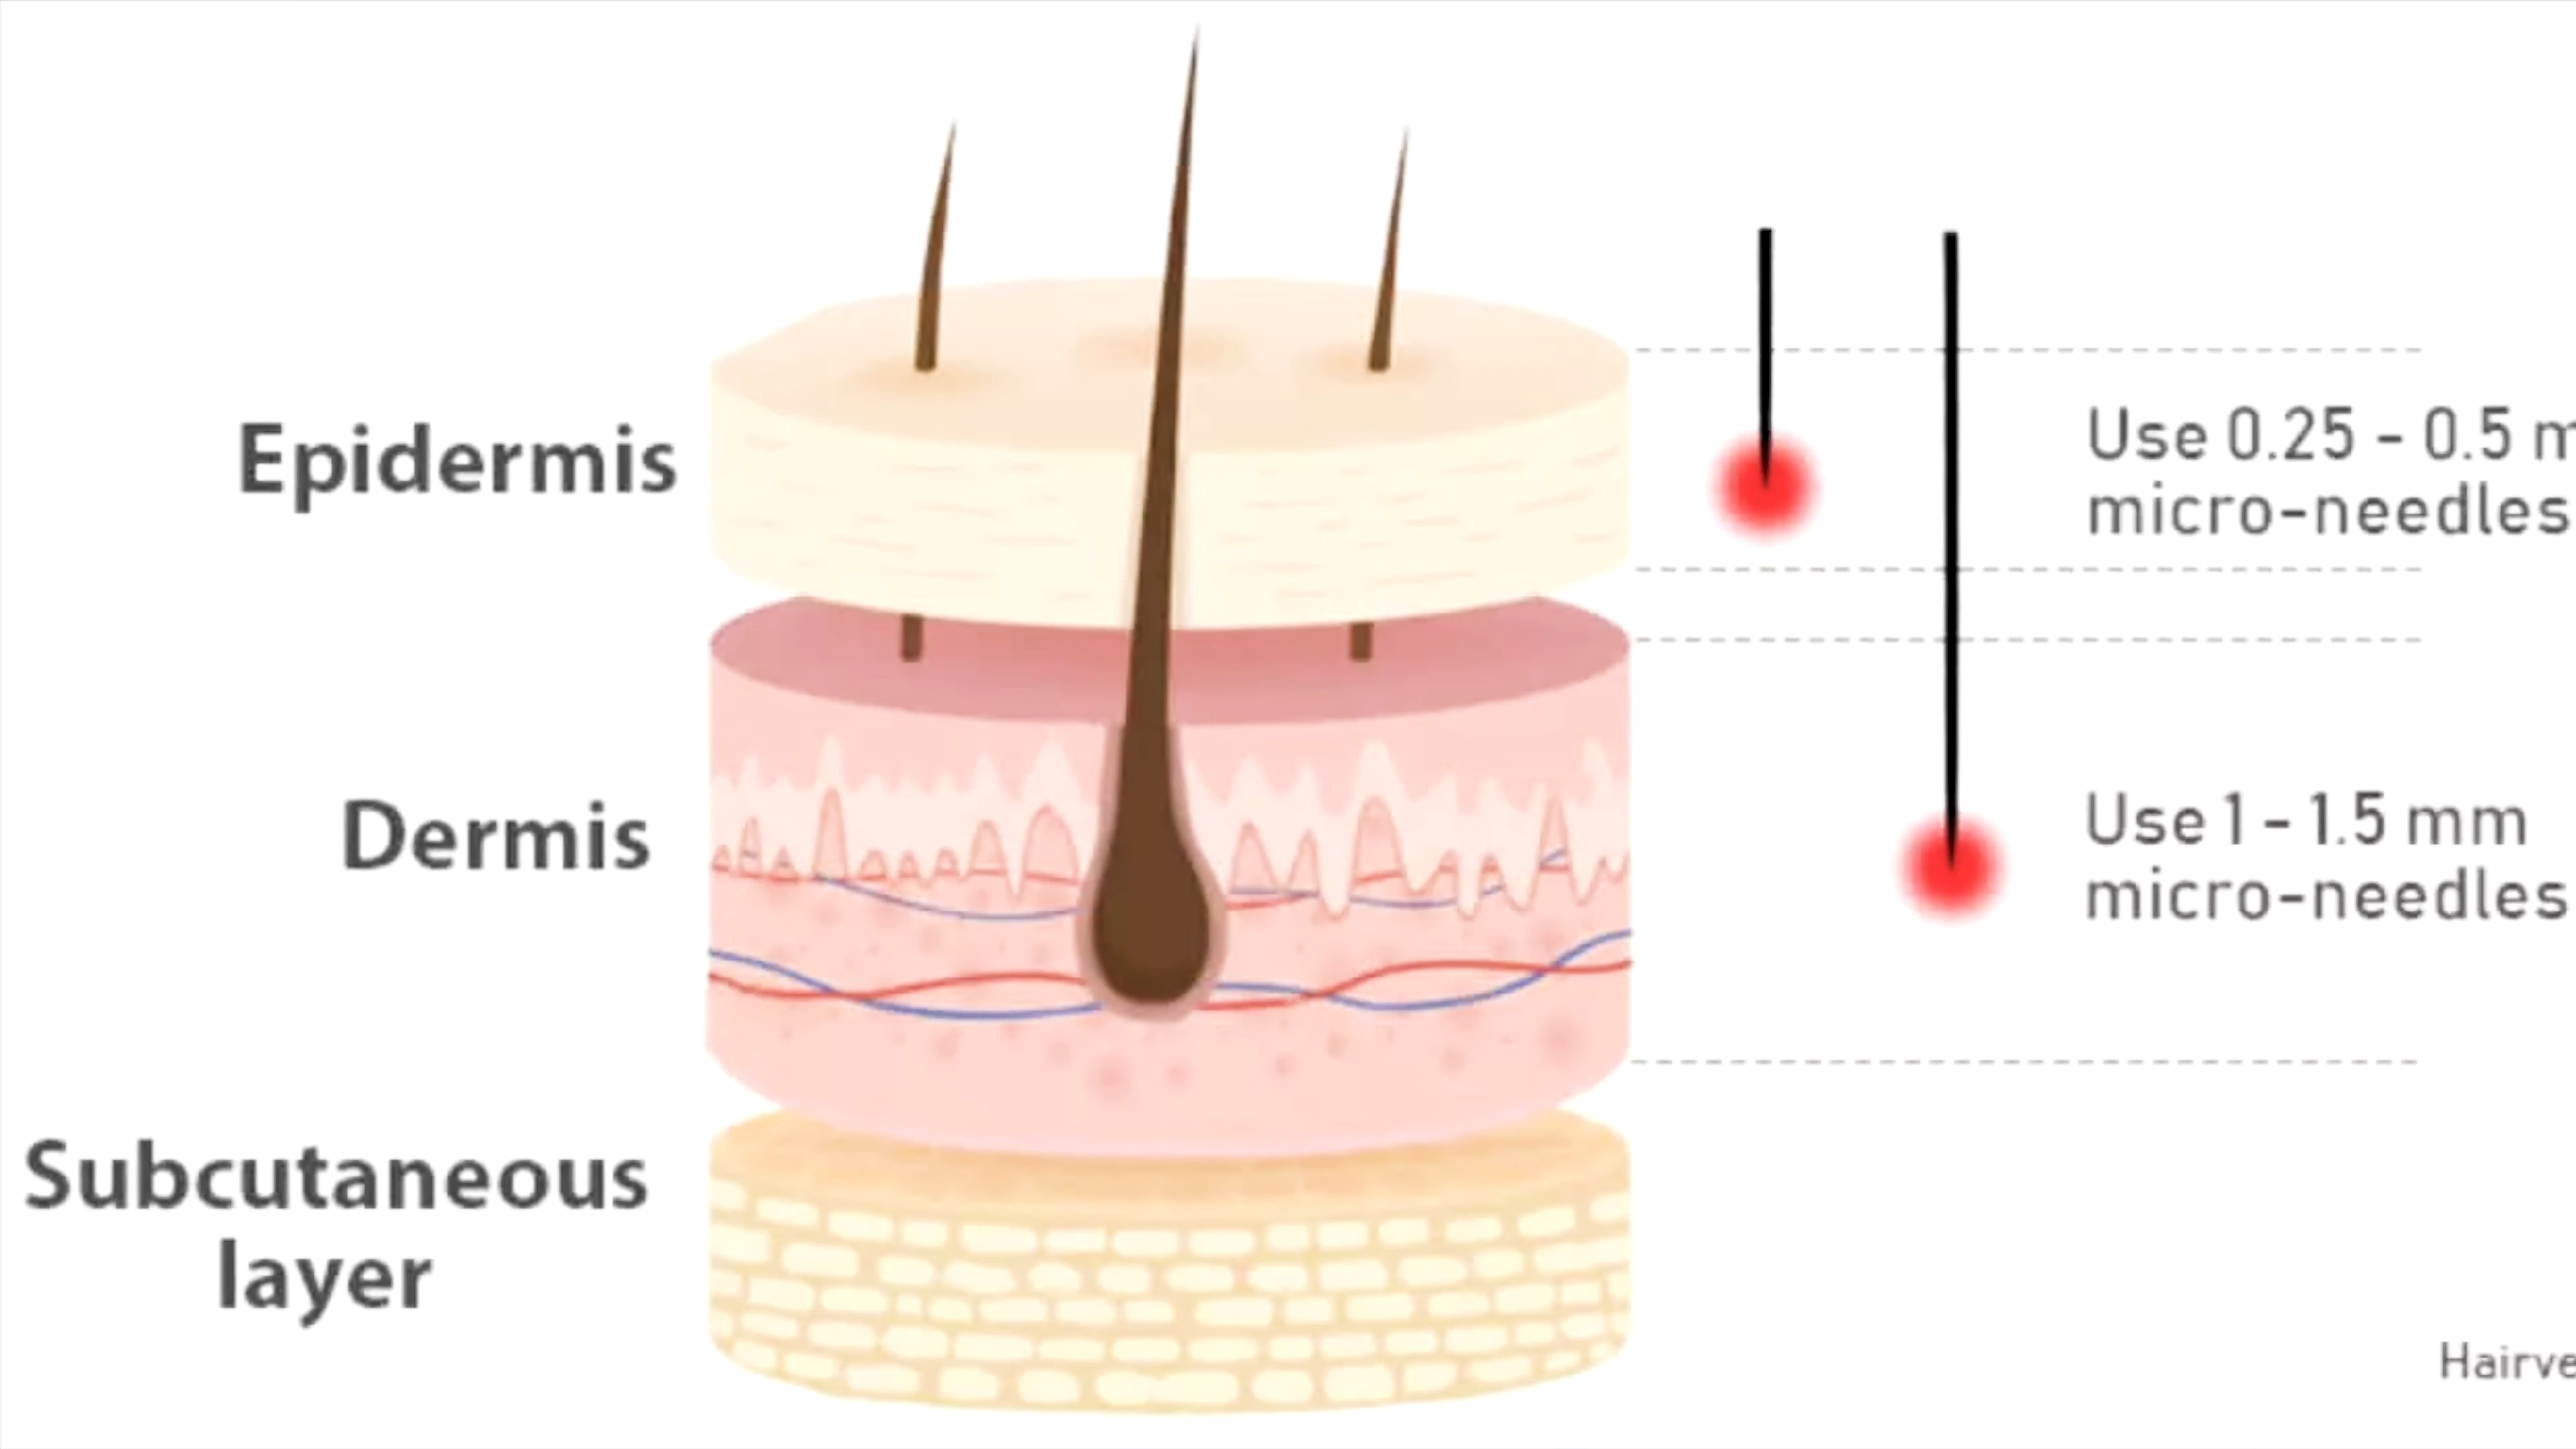 Epidermis
Use 0.25 - 0.5 m
micro-needles
Dermis
Use 1 - 1.5 mm
micro-needles
Subcutaneous
layer
Hairve